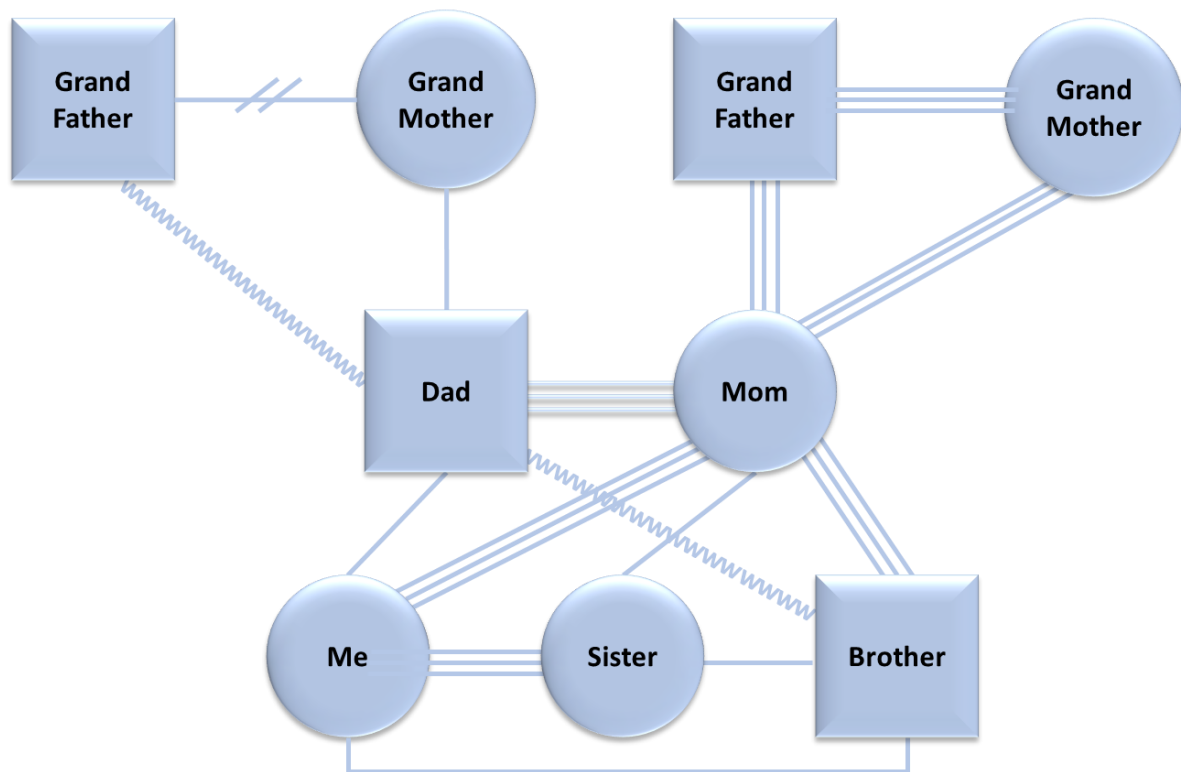 Grand
Father
Grand
Mother
Grand
Father
Grand
Mother
Dad
Mom
Me
Sister
Brother